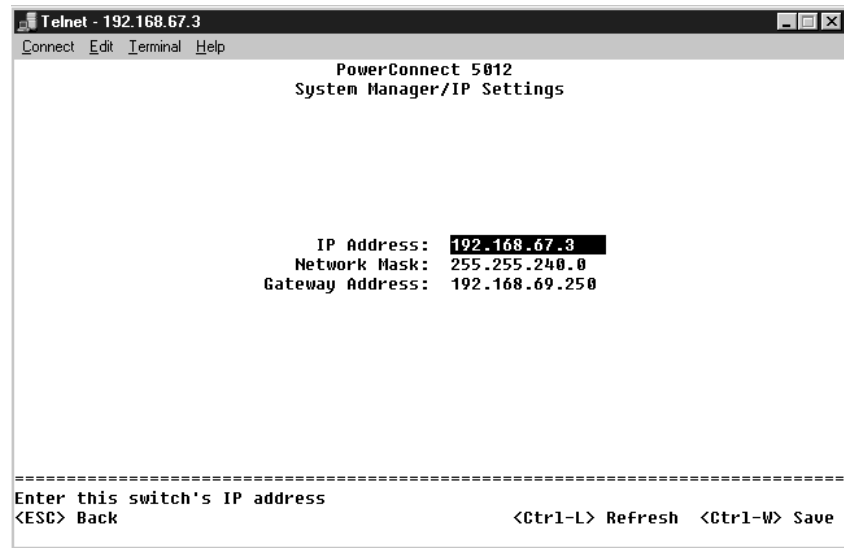 Telnet - 192.168.67.3
Connect Edit Terminal Help
PowerConnect 5012
System Manager/IP Settings
IP Address: 192.168.67.3
Network Mask: 255.255.240.0
Gateway Address: 192.168.69.250
================================================================================
Enter this switch's IP address
<ESC> Back <Ctrl-L> Refresh <Ctrl-W> Save